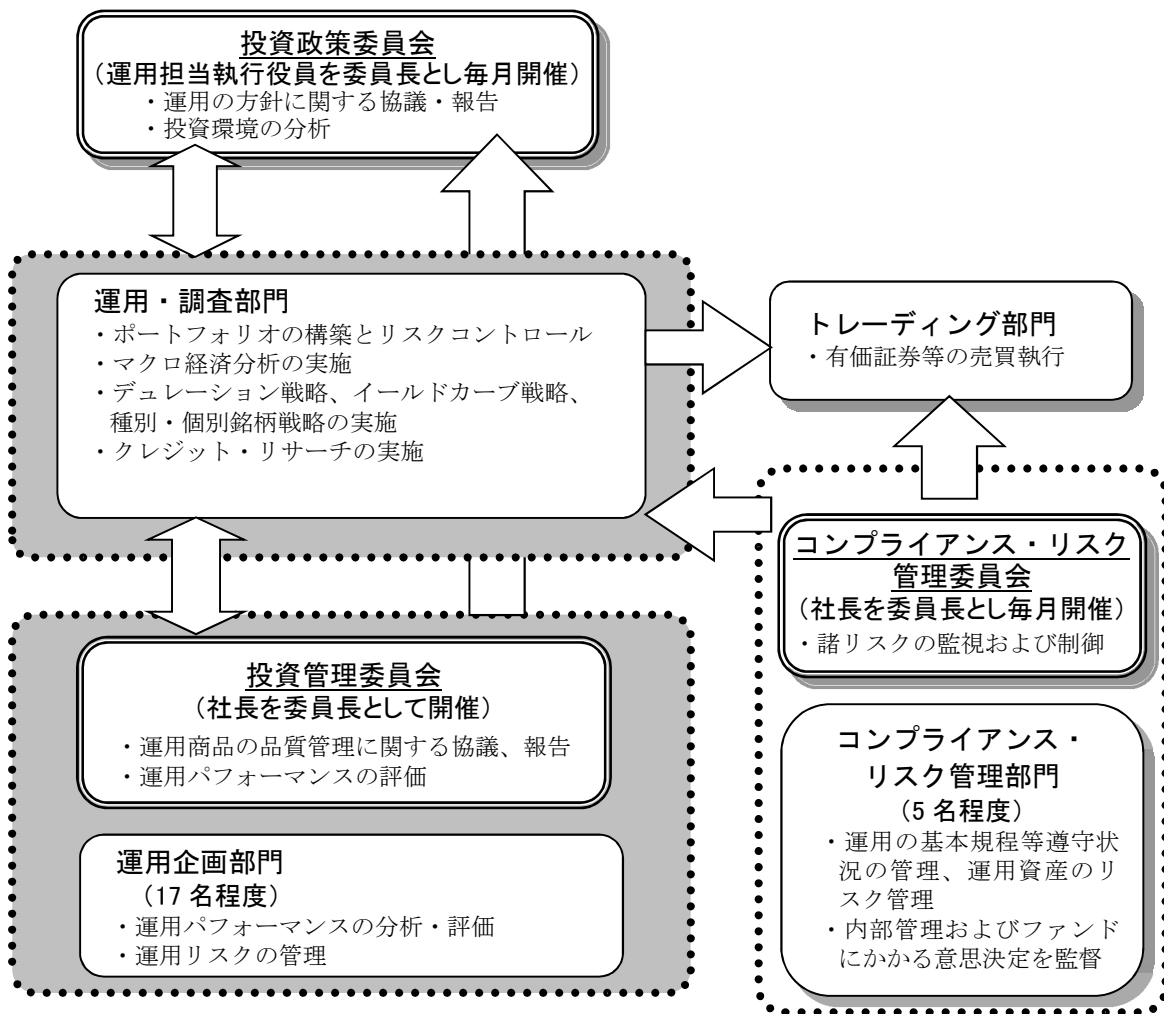 投資政策委員会
（運用担当執行役員を委員長とし毎月開催）
・運用の方針に関する協議・報告
・投資環境の分析
運用・調査部門
・ポートフォリオの構築とリスクコントロール
・マクロ経済分析の実施
・デュレーション戦略、イールドカーブ戦略、
種別・個別銘柄戦略の実施
・クレジット・リサーチの実施
トレーディング部門
・有価証券等の売買執行
コンプライアンス・リスク
管理委員会
（社長を委員長とし毎月開催）
・諸リスクの監視および制御
投資管理委員会
（社長を委員長として開催）
・運用商品の品質管理に関する協議、報告
・運用パフォーマンスの評価
運用企画部門
（17 名程度）
・運用パフォーマンスの分析・評価
・運用リスクの管理
コンプライアンス・
リスク管理部門
（5 名程度）
・運用の基本規程等遵守状
況の管理、運用資産のリ
スク管理
・内部管理およびファンド
にかかる意思決定を監督